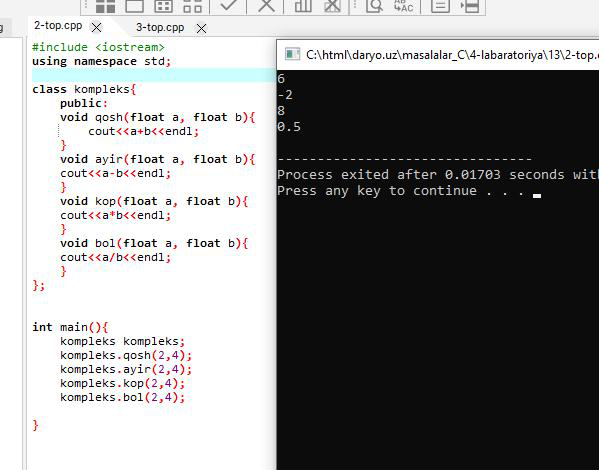 2-top.cpp
3-top.cpp
#include <iostream>
using namespace std;
class kompleks{
public:
void qosh(float a, float b){
cout<<a+b<<endl;
}
void ayir(float a, float b){
cout<<a-b<<endl;
}
void kop(float a, float b){
cout<<a*b<<endl;
}
void bol(float a, float b){
cout<<a/b<<endl;
}
};
int main(){
kompleks kompleks;
kompleks.qosh(2,4);
kompleks.ayir(2,4);
kompleks.kop(2,4);
kompleks.bol(2,4);
}
C:\html\daryo.uz\masalalar_C\4-labaratoriya\13\2-top.
6
-2
8
0.5
--------------------------------
Process exited after 0.01703 seconds wit
Press any key to continue . . .